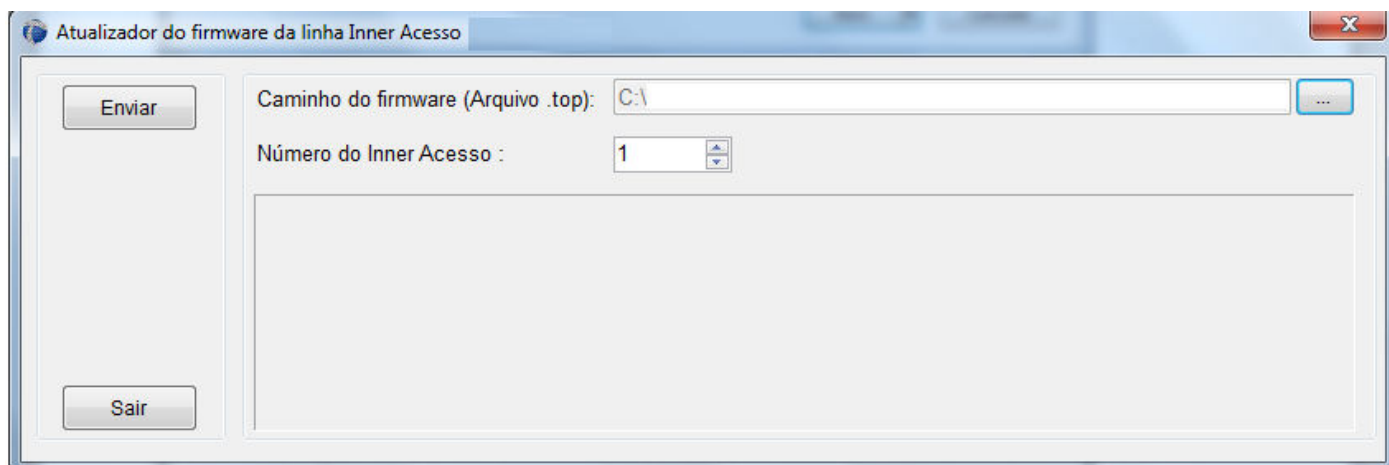 Atualizador do firmware da linha Inner Acesso
Enviar
Caminho do firmware (Arquivo .top): C:\ ...
Número do Inner Acesso : 1
Sair